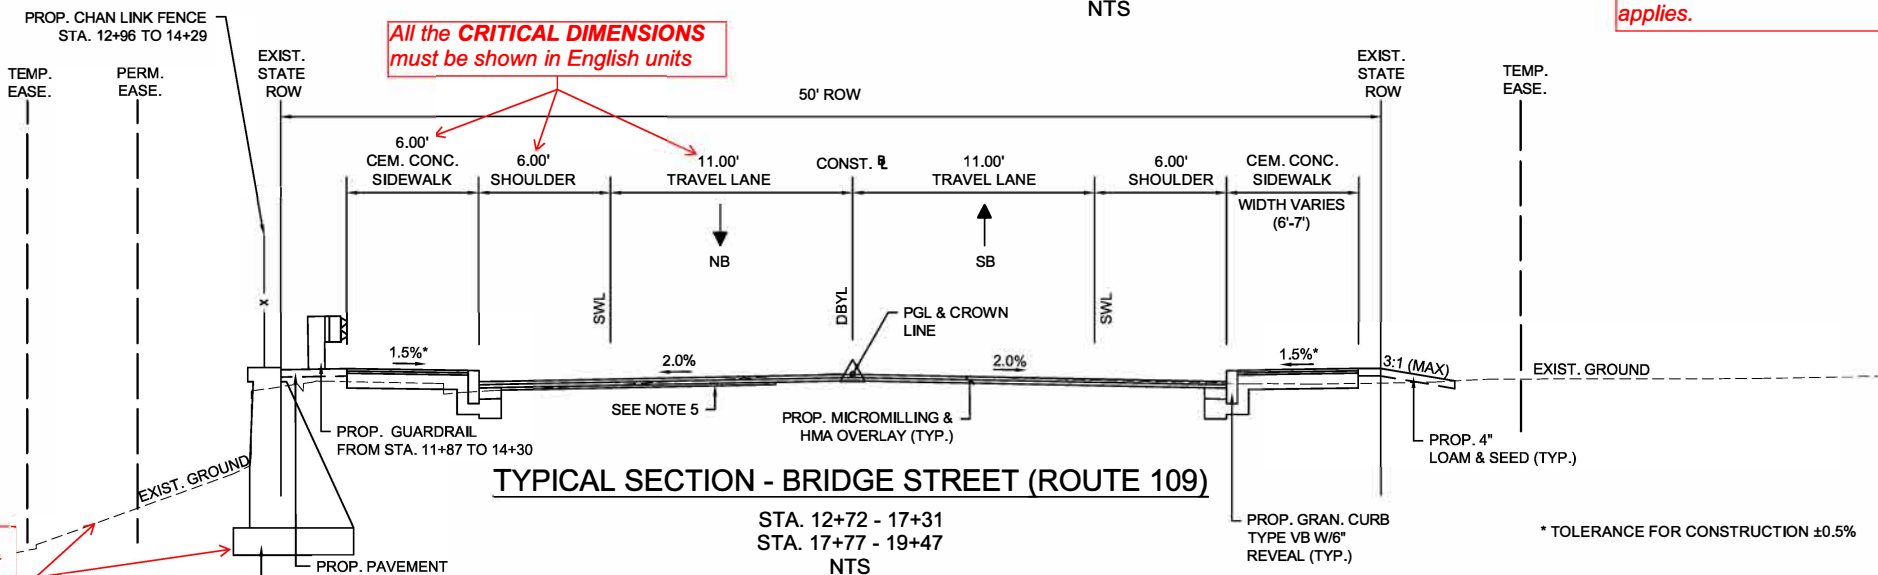 NTS
applies.
PROP. CHAN LINK FENCE
STA. 12+96 TO 14+29
All the CRITICAL DIMENSIONS
must be shown in English units
TEMP.
EASE.
PERM.
EASE.
EXIST.
STATE
ROW
50' ROW
EXIST.
STATE
ROW
TEMP.
EASE.
6.00'
CEM. CONC.
SIDEWALK
6.00'
SHOULDER
11.00'
TRAVEL LANE
CONST. ℄
11.00'
TRAVEL LANE
6.00'
SHOULDER
CEM. CONC.
SIDEWALK
WIDTH VARIES
(6'-7')
NB
SB
X
SWL
DBYL
SWL
PGL & CROWN
LINE
1.5%*
2.0%
2.0%
1.5%*
3:1 (MAX)
EXIST. GROUND
SEE NOTE 5
PROP. MICROMILLING &
HMA OVERLAY (TYP.)
PROP. GUARDRAIL
FROM STA. 11+87 TO 14+30
PROP. 4"
LOAM & SEED (TYP.)
EXIST. GROUND
TYPICAL SECTION - BRIDGE STREET (ROUTE 109)
STA. 12+72 - 17+31
STA. 17+77 - 19+47
NTS
PROP. GRAN. CURB
TYPE VB W/6"
REVEAL (TYP.)
* TOLERANCE FOR CONSTRUCTION ±0.5%
PROP. PAVEMENT